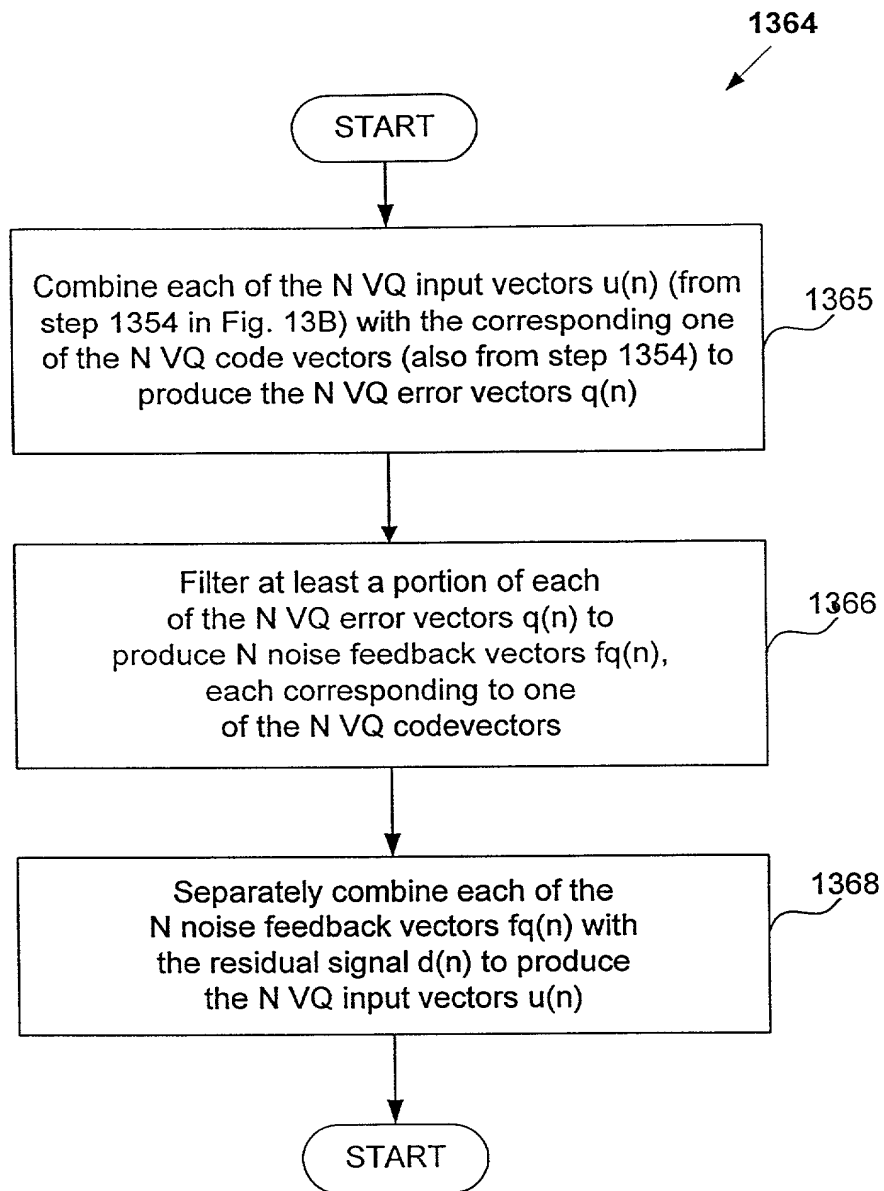 1364
START
Combine each of the N VQ input vectors u(n) (from
step 1354 in Fig. 13B) with the corresponding one
of the N VQ code vectors (also from step 1354) to
produce the N VQ error vectors q(n)
1365
Filter at least a portion of each
of the N VQ error vectors q(n) to
produce N noise feedback vectors fq(n),
each corresponding to one
of the N VQ codevectors
1366
Separately combine each of the
N noise feedback vectors fq(n) with
the residual signal d(n) to produce
the N VQ input vectors u(n)
1368
START